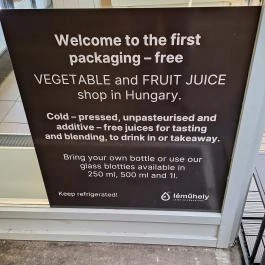 Welcome to the first
packaging – free
VEGETABLE and FRUIT JUICE
shop in Hungary.
Cold – pressed, unpasteurised and
additive – free juices for tasting
and blending, to drink in or takeaway.
Bring your own bottle or use our
glass blotties available in
250 ml, 500 ml and 1l.
Keep refrigerated!
léműhely